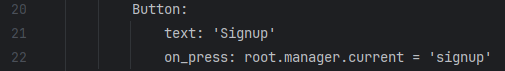 20 Button:
21 text: 'Signup'
22 on_press: root.manager.current = 'signup'